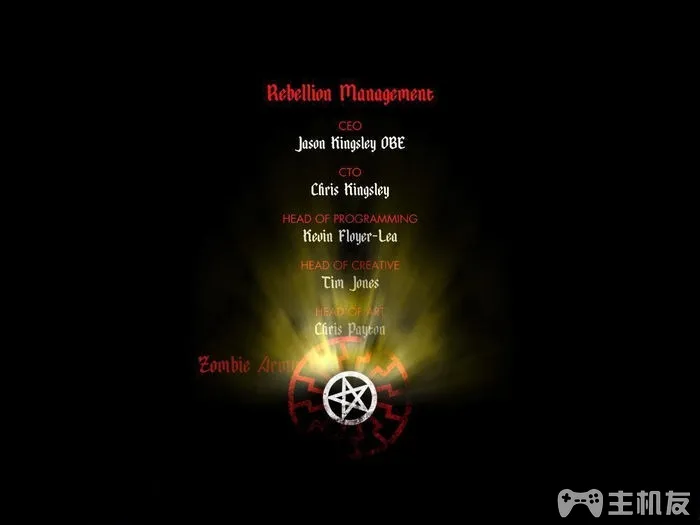 Rebellion Management
CEO
Jason Kingsley OBE
CTO
Chris Kingsley
HEAD OF PROGRAMMING
Kevin Floyer-Lea
HEAD OF CREATIVE
Tim Jones
HEAD OF ART
Chris Payton
Zombie Army
主机友